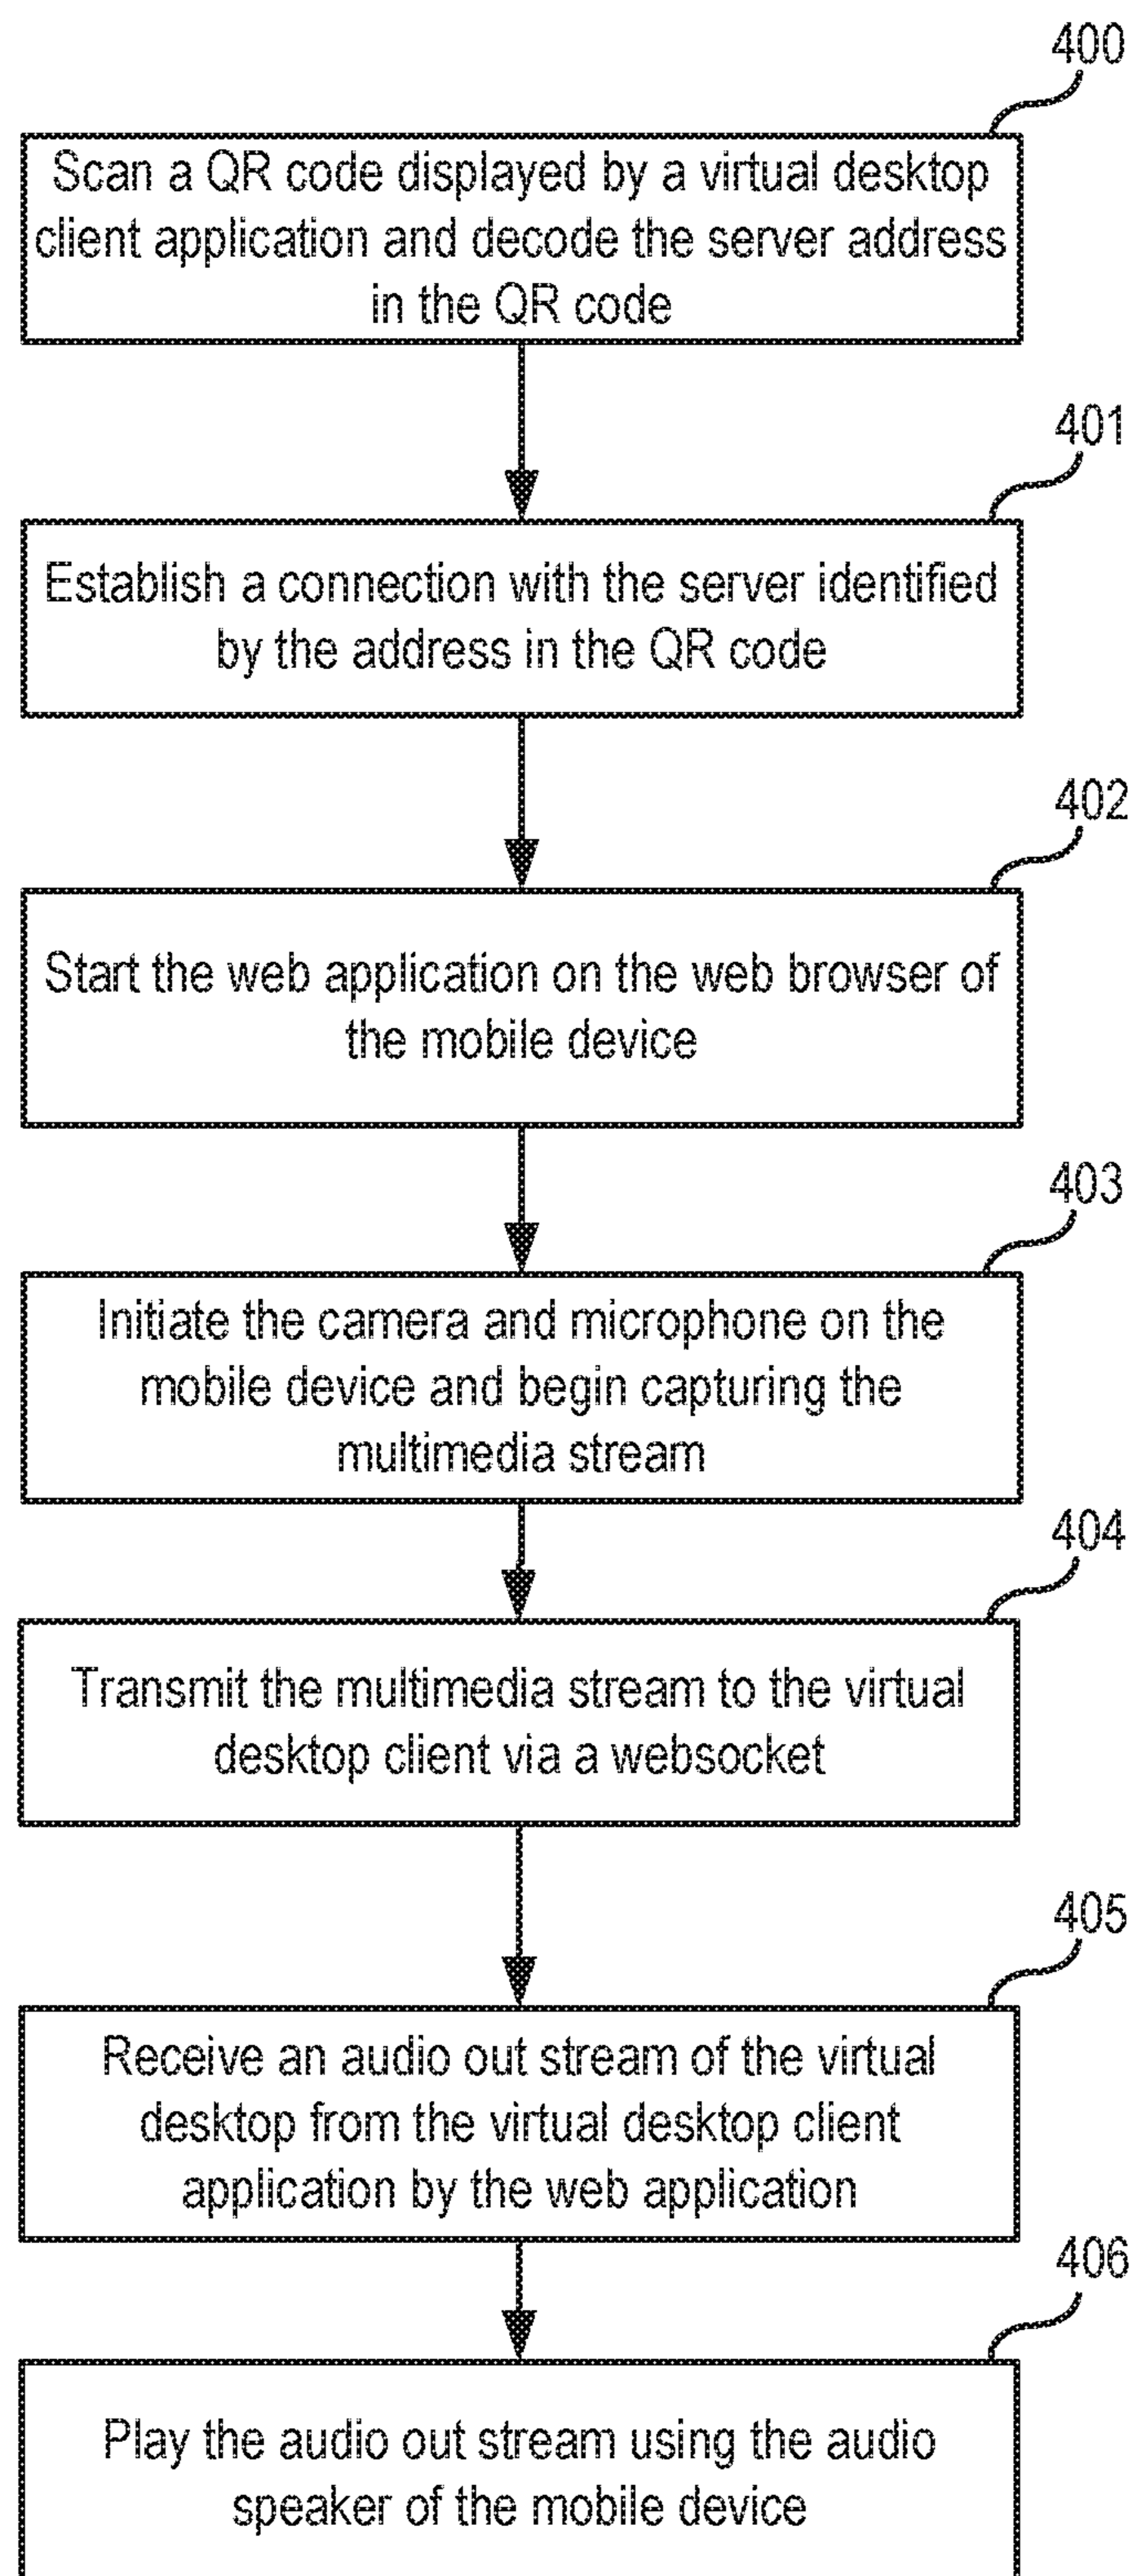 400
Scan a QR code displayed by a virtual desktop
client application and decode the server address
in the QR code
401
Establish a connection with the server identified
by the address in the QR code
402
Start the web application on the web browser of
the mobile device
403
Initiate the camera and microphone on the
mobile device and begin capturing the
multimedia stream
404
Transmit the multimedia stream to the virtual
desktop client via a websocket
405
Receive an audio out stream of the virtual
desktop from the virtual desktop client
application by the web application
406
Play the audio out stream using the audio
speaker of the mobile device